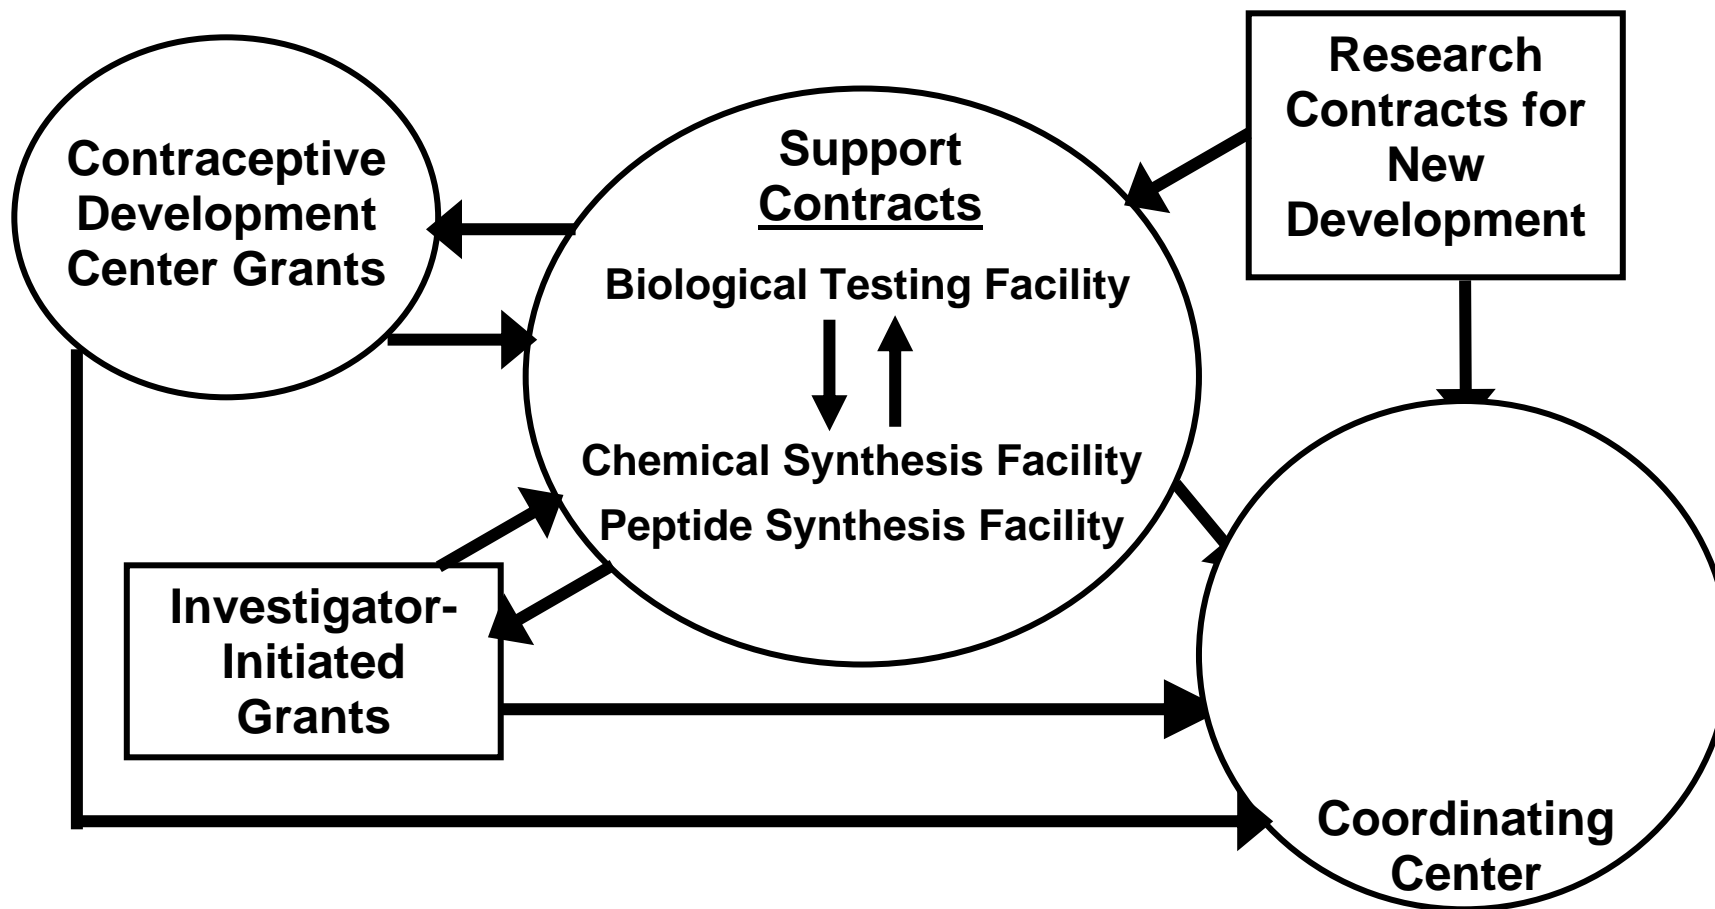 Contraceptive
Development
Center Grants
Support
Contracts
Biological Testing Facility
Chemical Synthesis Facility
Peptide Synthesis Facility
Research
Contracts for
New
Development
Investigator-
Initiated
Grants
Coordinating
Center